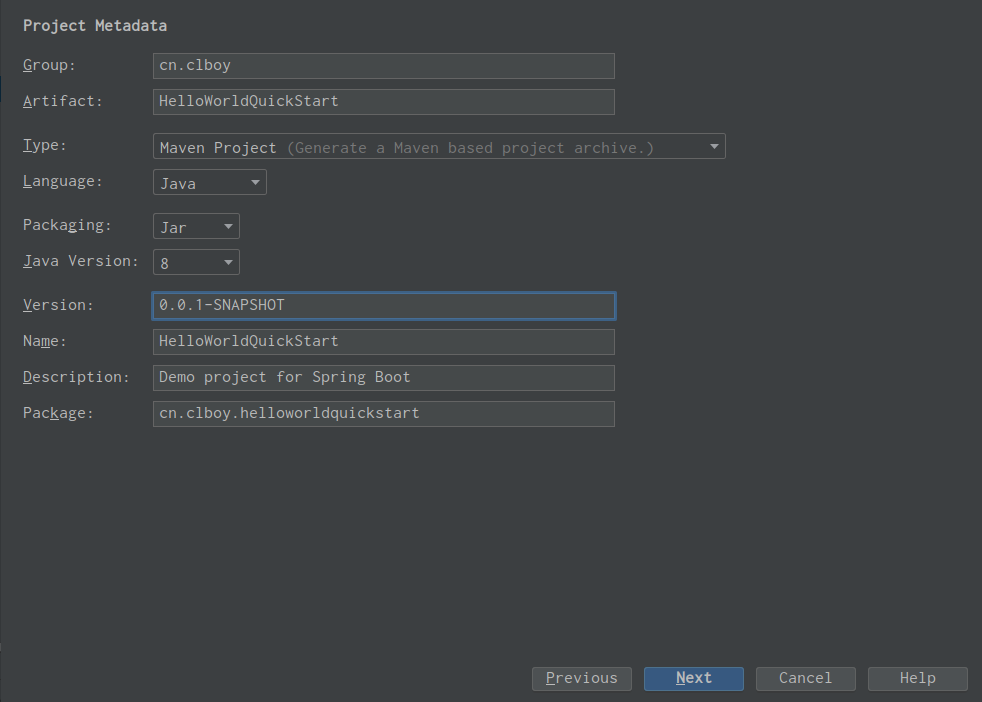 Project Metadata
Group: cn.clboy
Artifact: HelloWorldQuickStart
Type: Maven Project (Generate a Maven based project archive.)
Language: Java
Packaging: Jar
Java Version: 8
Version: 0.0.1-SNAPSHOT
Name: HelloWorldQuickStart
Description: Demo project for Spring Boot
Package: cn.clboy.helloworldquickstart
Previous Next Cancel Help